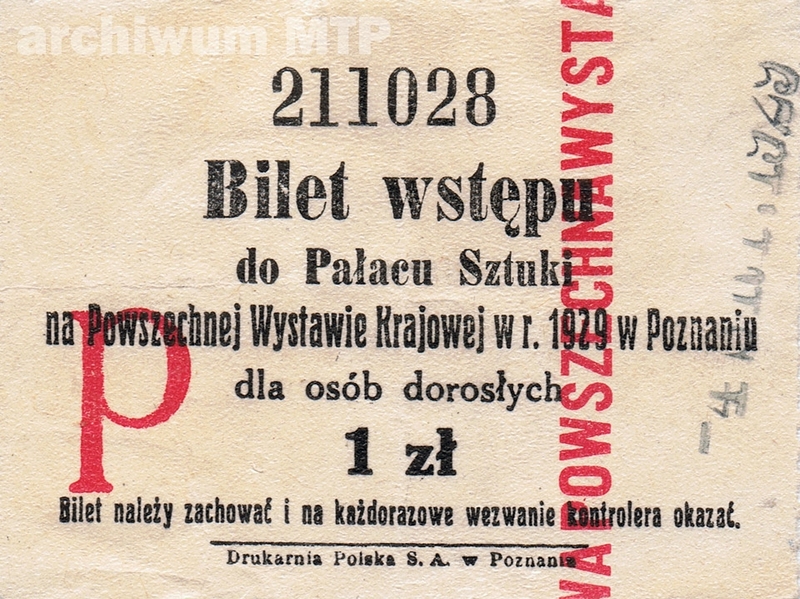 archiwum MTP
211028
Bilet wstępu
do Pałacu Sztuki
na Powszechnej Wystawie Krajowej w r. 1929 w Poznaniu
dla osób dorosłych
1 zł
Bilet należy zachować i na każdorazowe wezwanie kontrolera okazać.
Drukarnia Polska S. A. w Poznaniu
P
WA POWSZECHNA WYSTA